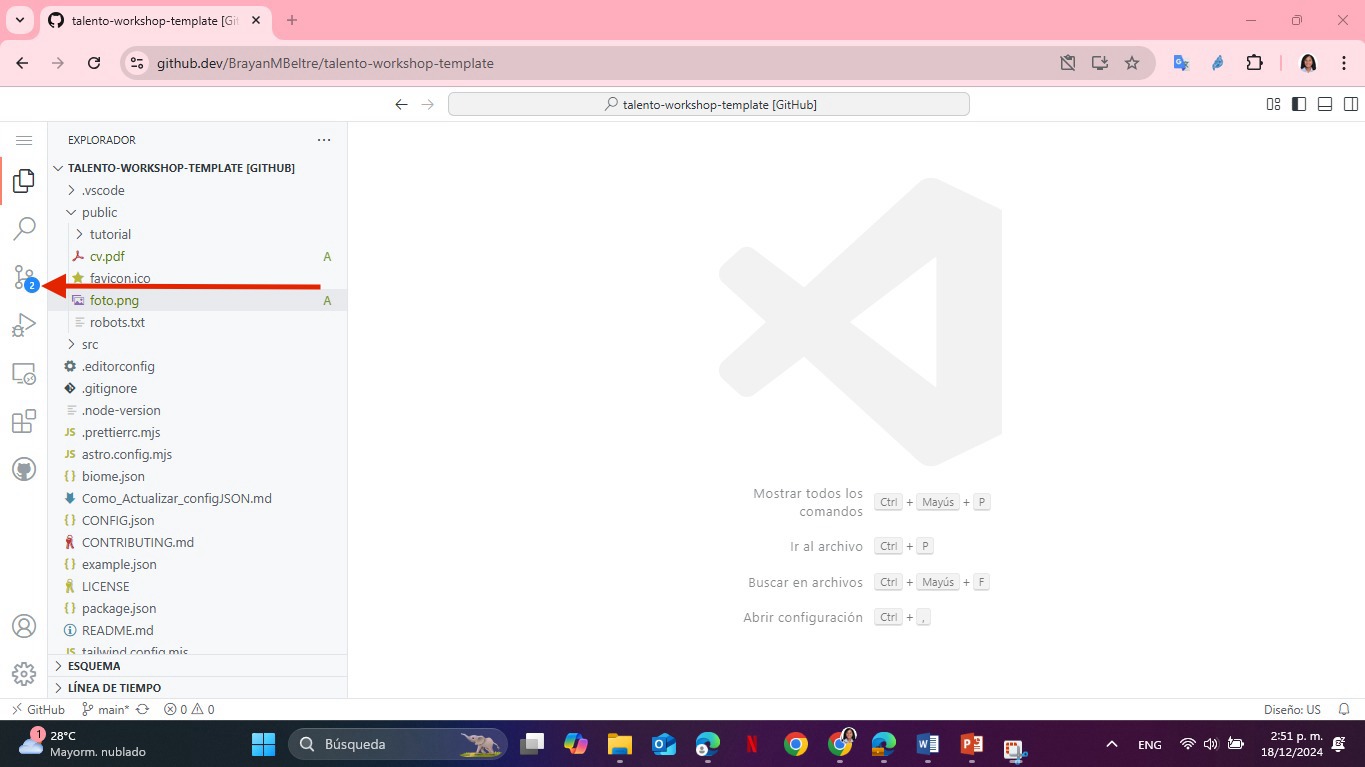 talento-workshop-template [Git
github.dev/BrayanMBeltre/talento-workshop-template
talento-workshop-template [GitHub]
EXPLORADOR
TALENTO-WORKSHOP-TEMPLATE [GITHUB]
.vscode
public
tutorial
cv.pdf A
favicon.ico
2
foto.png A
robots.txt
src
.editorconfig
.gitignore
.node-version
JS .prettierrc.mjs
JS astro.config.mjs
{} biome.json
Como_Actualizar_configJSON.md
{} CONFIG.json
CONTRIBUTING.md
{} example.json
LICENSE
{} package.json
README.md
JS tailwind.config.mjs
ESQUEMA
LÍNEA DE TIEMPO
Mostrar todos los
comandos
Ctrl + Mayús + P
Ir al archivo Ctrl + P
Buscar en archivos Ctrl + Mayús + F
Abrir configuración Ctrl + ,
GitHub main* 0 0
Diseño: US
1
28°C
Mayorm. nublado
Búsqueda
ENG
2:51 p. m.
18/12/2024